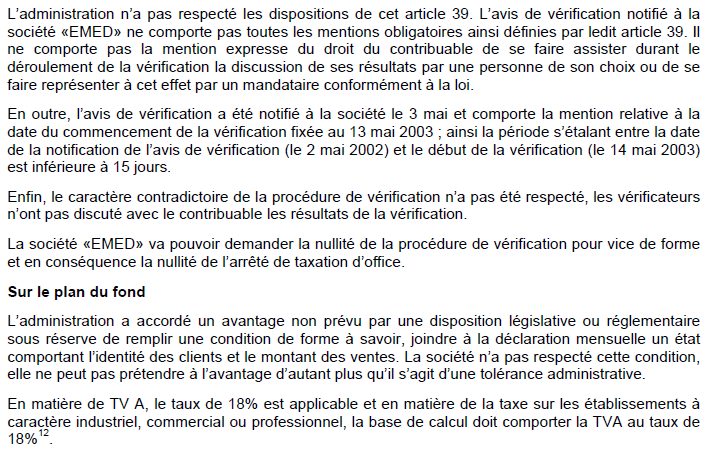 L’administration n’a pas respecté les dispositions de cet article 39. L’avis de vérification notifié à la
société «EMED» ne comporte pas toutes les mentions obligatoires ainsi définies par ledit article 39. Il
ne comporte pas la mention expresse du droit du contribuable de se faire assister durant le
déroulement de la vérification la discussion de ses résultats par une personne de son choix ou de se
faire représenter à cet effet par un mandataire conformément à la loi.
En outre, l’avis de vérification a été notifié à la société le 3 mai et comporte la mention relative à la
date du commencement de la vérification fixée au 13 mai 2003 ; ainsi la période s’étalant entre la date
de la notification de l’avis de vérification (le 2 mai 2002) et le début de la vérification (le 14 mai 2003)
est inférieure à 15 jours.
Enfin, le caractère contradictoire de la procédure de vérification n’a pas été respecté, les vérificateurs
n’ont pas discuté avec le contribuable les résultats de la vérification.
La société «EMED» va pouvoir demander la nullité de la procédure de vérification pour vice de forme
et en conséquence la nullité de l’arrêté de taxation d’office.
Sur le plan du fond
L’administration a accordé un avantage non prévu par une disposition législative ou réglementaire
sous réserve de remplir une condition de forme à savoir, joindre à la déclaration mensuelle un état
comportant l’identité des clients et le montant des ventes. La société n’a pas respecté cette condition,
elle ne peut pas prétendre à l’avantage d’autant plus qu’il s’agit d’une tolérance administrative.
En matière de TV A, le taux de 18% est applicable et en matière de la taxe sur les établissements à
caractère industriel, commercial ou professionnel, la base de calcul doit comporter la TVA au taux de
18%12.